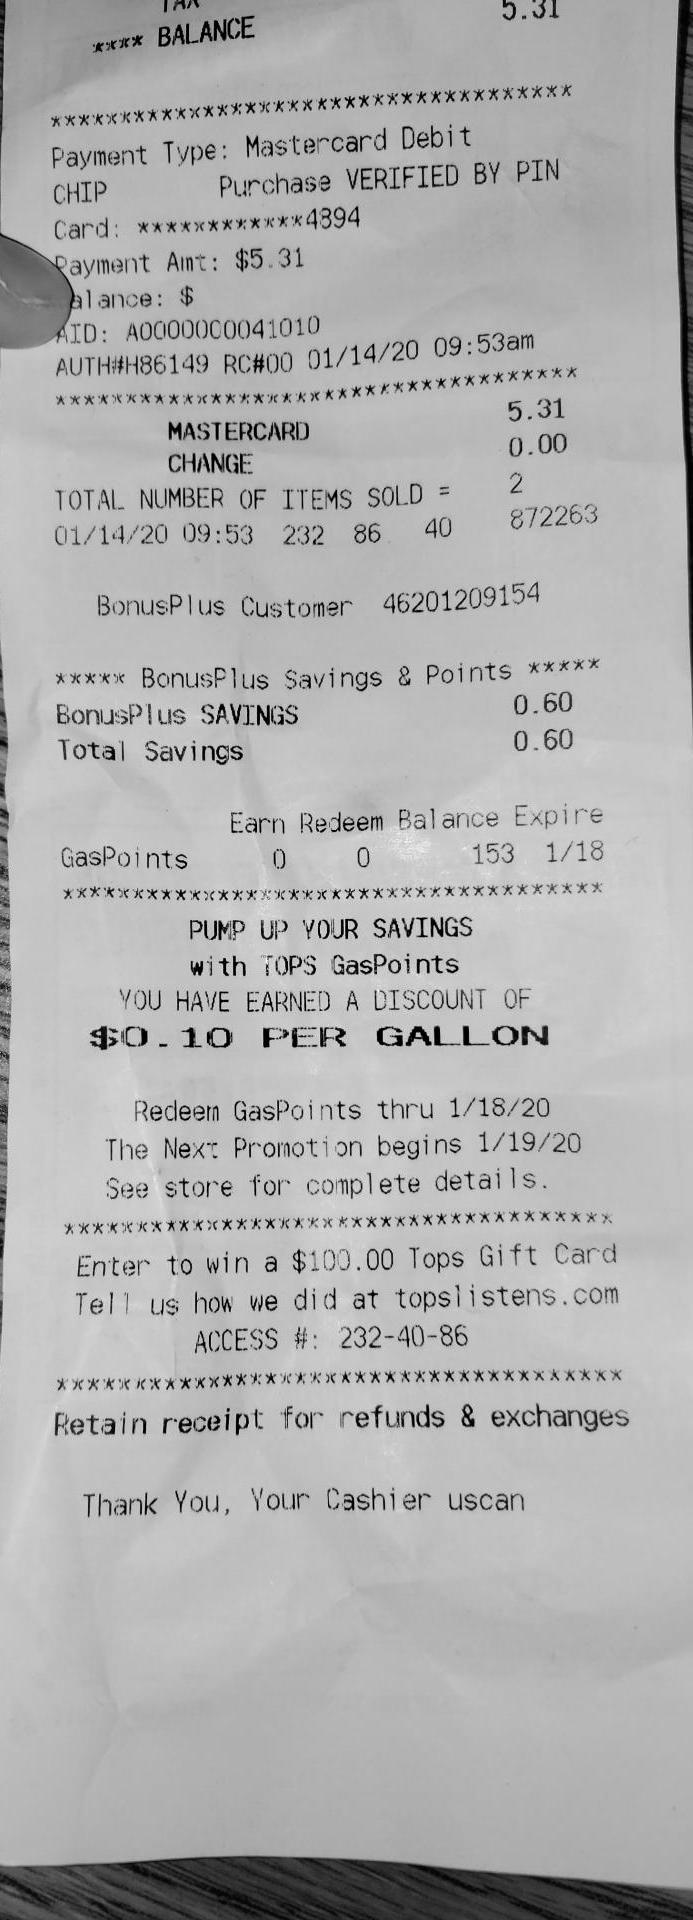 TAX
**** BALANCE 5.31
***********************************
Payment Type: Mastercard Debit
CHIP Purchase VERIFIED BY PIN
Card: ************4894
Payment Amt: $5.31
alance: $
AID: A0000000041010
AUTH#H86149 RC#00 01/14/20 09:53am
***********************************
MASTERCARD 5.31
CHANGE 0.00
TOTAL NUMBER OF ITEMS SOLD = 2
01/14/20 09:53 232 86 40 872263
BonusPlus Customer 46201209154
***** BonusPlus Savings & Points *****
BonusPlus SAVINGS 0.60
Total Savings 0.60
Earn Redeem Balance Expire
GasPoints 0 0 153 1/18
**************************************
PUMP UP YOUR SAVINGS
with TOPS GasPoints
YOU HAVE EARNED A DISCOUNT OF
$0.10 PER GALLON
Redeem GasPoints thru 1/18/20
The Next Promotion begins 1/19/20
See store for complete details.
**************************************
Enter to win a $100.00 Tops Gift Card
Tell us how we did at topslistens.com
ACCESS #: 232-40-86
**************************************
Retain receipt for refunds & exchanges
Thank You, Your Cashier uscan